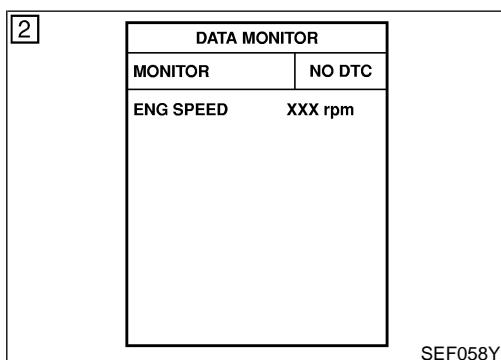 2
DATA MONITOR
MONITOR NO DTC
ENG SPEED XXX rpm
SEF058Y